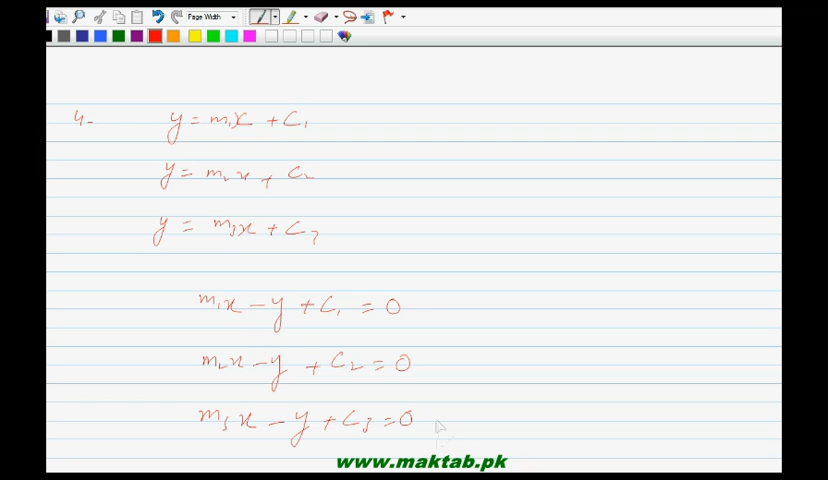 Page Width
4- y = m₁x + c₁
y = m₂x + c₂
y = m₃x + c₃
m₁x - y + c₁ = 0
m₂x - y + c₂ = 0
m₃x - y + c₃ = 0
www.maktab.pk